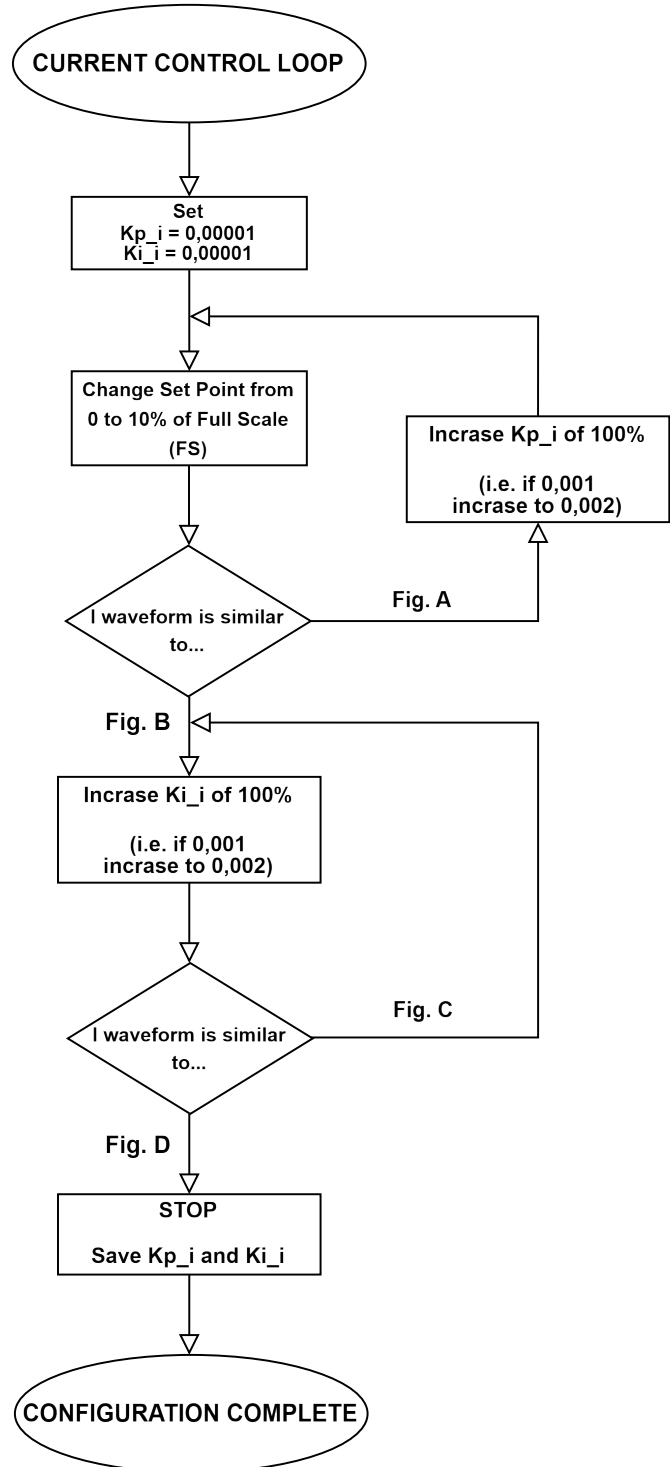 CURRENT CONTROL LOOP
Set
Kp_i = 0,00001
Ki_i = 0,00001
Change Set Point from
0 to 10% of Full Scale
(FS)
Incrase Kp_i of 100%
(i.e. if 0,001
incrase to 0,002)
I waveform is similar
to...
Fig. A
Fig. B
Incrase Ki_i of 100%
(i.e. if 0,001
incrase to 0,002)
I waveform is similar
to...
Fig. C
Fig. D
STOP
Save Kp_i and Ki_i
CONFIGURATION COMPLETE